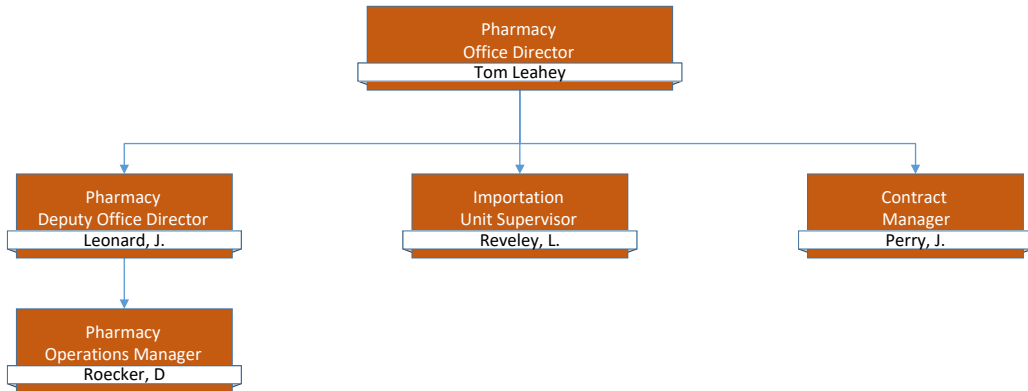 Pharmacy
Office Director
Tom Leahey
Pharmacy
Deputy Office Director
Leonard, J.
Importation
Unit Supervisor
Reveley, L.
Contract
Manager
Perry, J.
Pharmacy
Operations Manager
Roecker, D